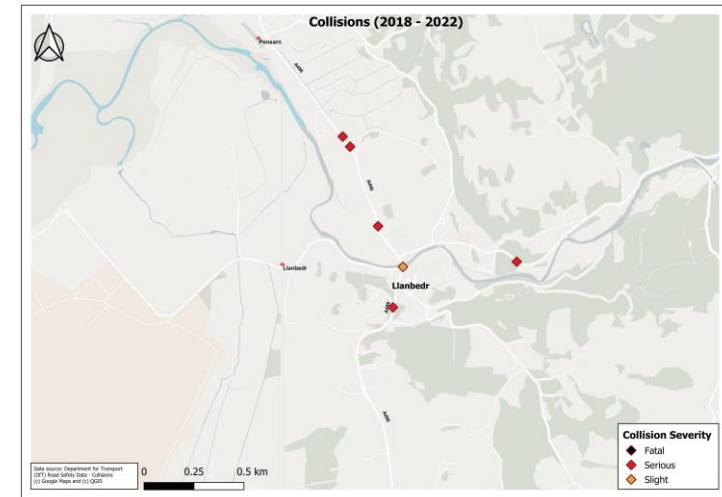 Collisions (2018 - 2022)
Pensarn
A496
A496
Llanbedr
Llanbedr
A496
A496
Collision Severity
Fatal
Serious
Slight
Data source: Department for Transport
(DfT) Road Safety Data - Collisions
(c) Google Maps and (c) QGIS
0 0.25 0.5 km